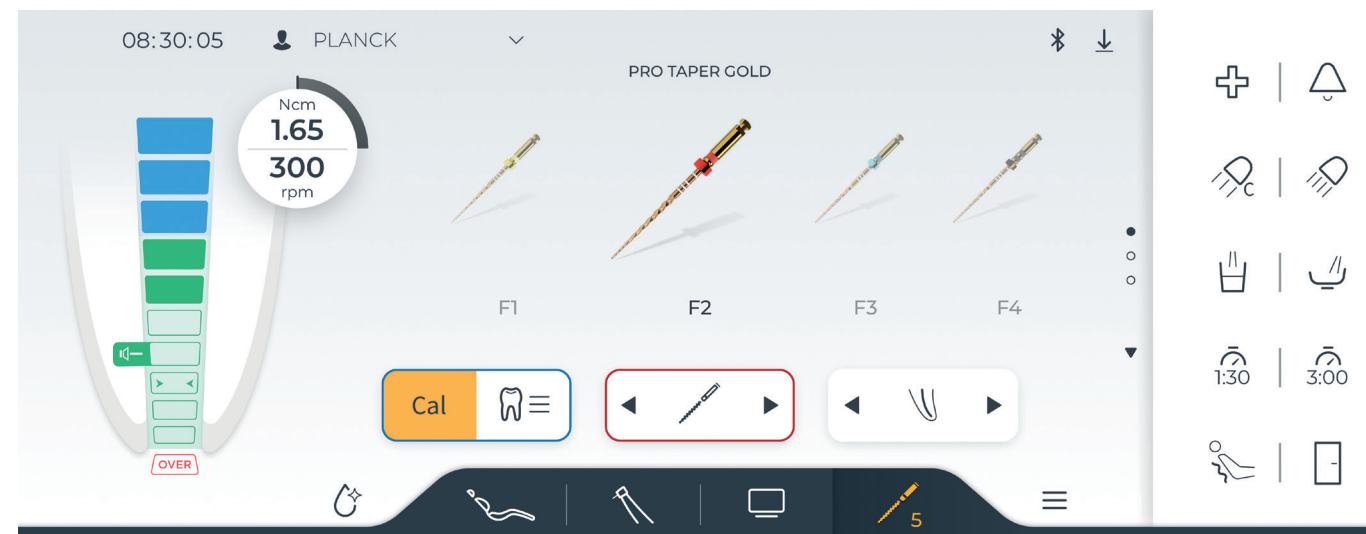 08:30:05 PLANCK
PRO TAPER GOLD
Ncm
1.65
300
rpm
F1 F2 F3 F4
C
1:30 3:00
Cal
OVER
5